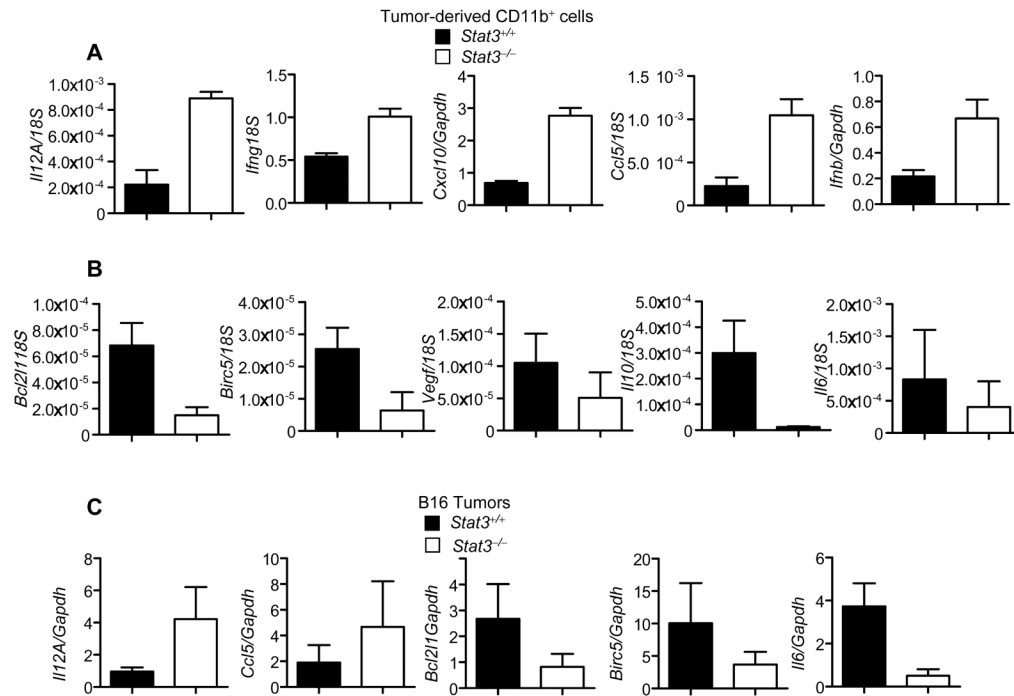 Tumor-derived CD11b⁺ cells
Stat3⁺/⁺
Stat3⁻/⁻
A
Il12A/18S
1.0x10⁻³
8.0x10⁻⁴
6.0x10⁻⁴
4.0x10⁻⁴
2.0x10⁻⁴
0
Ifng18S
1.5
1.0
0.5
0.0
Cxcl10/Gapdh
4
3
2
1
0
Ccl5/18S
1.5 10⁻³
1.0 10⁻³
5.0 10⁻⁴
0
Ifnb/Gapdh
1.0
0.8
0.6
0.4
0.2
0.0
B
Bcl2l118S
1.0x10⁻⁴
8.0x10⁻⁵
6.0x10⁻⁵
4.0x10⁻⁵
2.0x10⁻⁵
0
Birc5/18S
4.0x10⁻⁵
3.0x10⁻⁵
2.0x10⁻⁵
1.0x10⁻⁵
0
Vegf/18S
2.0x10⁻⁴
1.5x10⁻⁴
1.0x10⁻⁴
5.0x10⁻⁵
0
Il10/18S
5.0x10⁻⁴
4.0x10⁻⁴
3.0x10⁻⁴
2.0x10⁻⁴
1.0x10⁻⁴
0
Il6/18S
2.0x10⁻³
1.5x10⁻³
1.0x10⁻³
5.0x10⁻⁴
0
C
B16 Tumors
Stat3⁺/⁺
Stat3⁻/⁻
Il12A/Gapdh
8
6
4
2
0
Ccl5/Gapdh
10
8
6
4
2
0
Bcl2l1Gapdh
5
4
3
2
1
0
Birc5/Gapdh
20
15
10
5
0
Il6/Gapdh
6
4
2
0